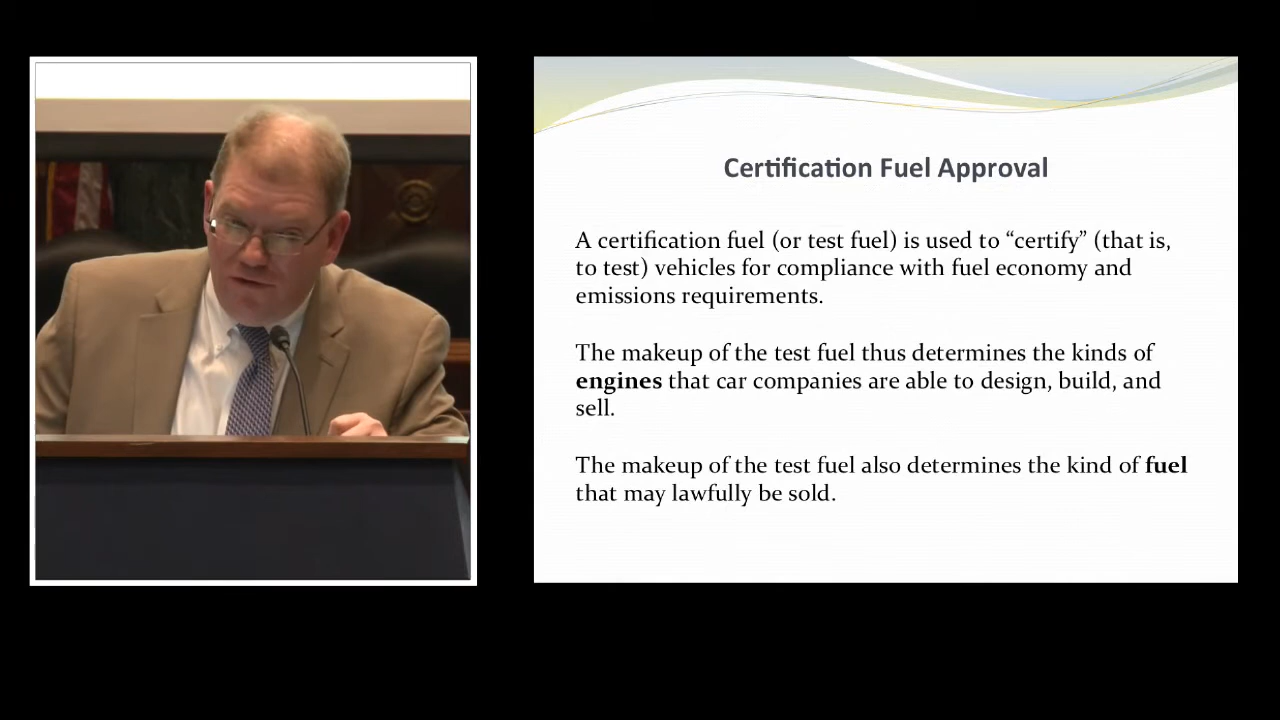 Certification Fuel Approval
A certification fuel (or test fuel) is used to “certify” (that is,
to test) vehicles for compliance with fuel economy and
emissions requirements.
The makeup of the test fuel thus determines the kinds of
engines that car companies are able to design, build, and
sell.
The makeup of the test fuel also determines the kind of fuel
that may lawfully be sold.